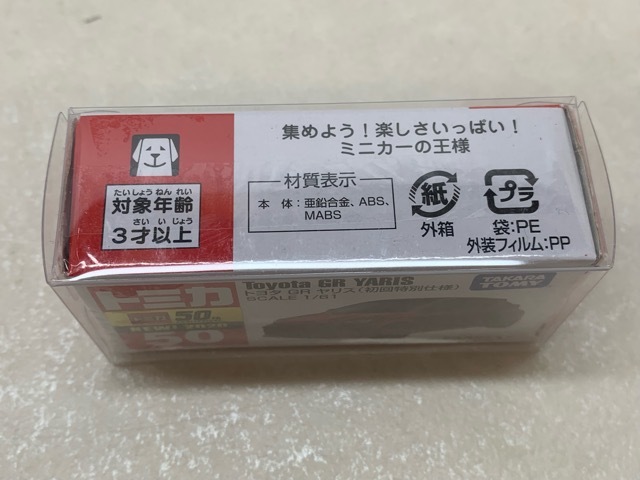 集めよう！楽しさいっぱい！
ミニカーの王様
たいしょう ねん れい
対象年齢
さい い じょう
3才以上
材質表示
本 体：亜鉛合金、ABS、
MABS
紙
外箱
プラ
袋:PE
外装フィルム:PP
トミカ
50
NEW! 2020
50
Toyota GR YARIS
トヨタ GR ヤリス(初回特別仕様)
SCALE 1/61
TAKARA
TOMY